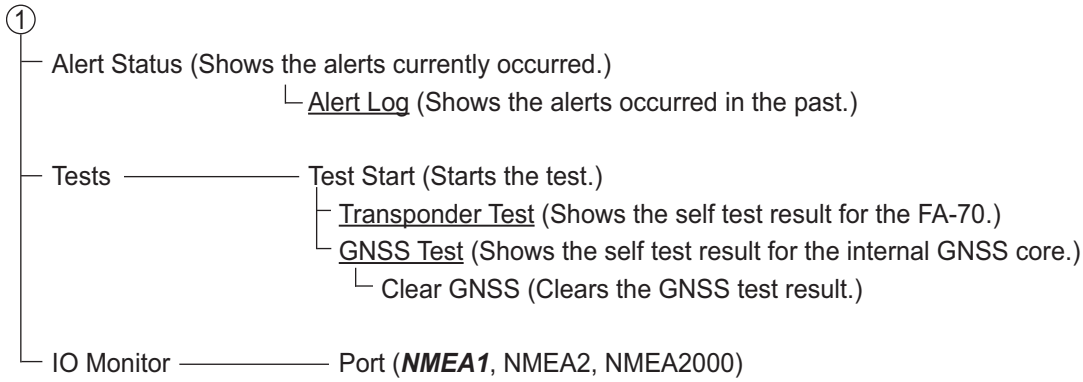 1
Alert Status (Shows the alerts currently occurred.)
Alert Log (Shows the alerts occurred in the past.)
Tests Test Start (Starts the test.)
Transponder Test (Shows the self test result for the FA-70.)
GNSS Test (Shows the self test result for the internal GNSS core.)
Clear GNSS (Clears the GNSS test result.)
IO Monitor Port (NMEA1, NMEA2, NMEA2000)